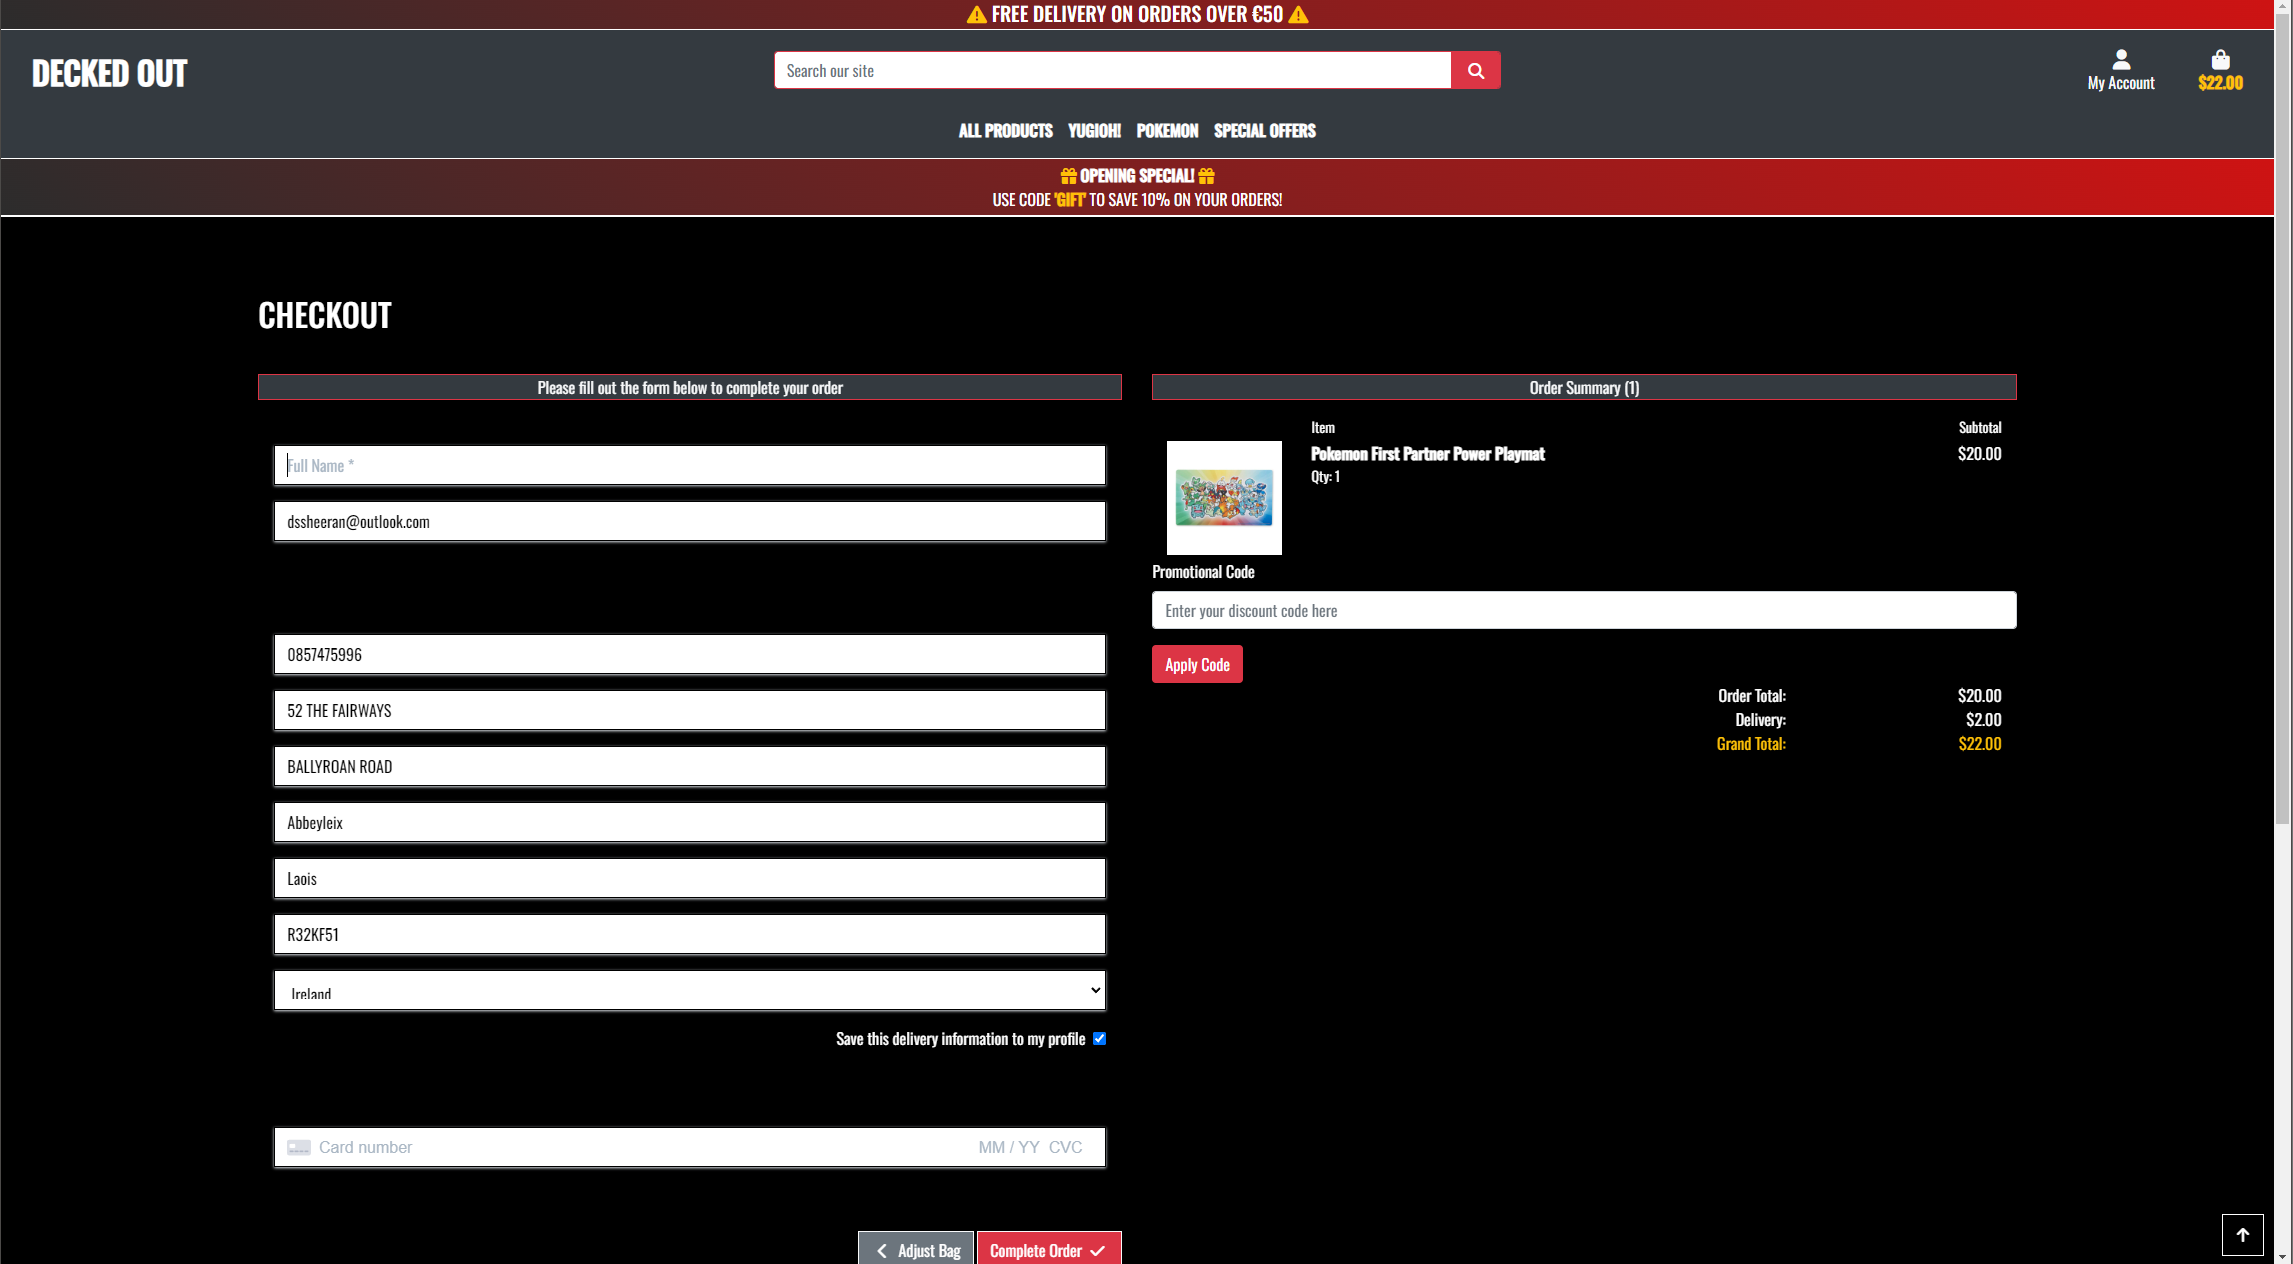 FREE DELIVERY ON ORDERS OVER €50
DECKED OUT
Search our site
My Account
$22.00
ALL PRODUCTS YUGIOH! POKEMON SPECIAL OFFERS
OPENING SPECIAL!
USE CODE 'GIFT' TO SAVE 10% ON YOUR ORDERS!
CHECKOUT
Please fill out the form below to complete your order
Full Name *
dssheeran@outlook.com
0857475996
52 THE FAIRWAYS
BALLYROAN ROAD
Abbeyleix
Laois
R32KF51
Ireland
Save this delivery information to my profile
Card number MM / YY CVC
Adjust Bag
Complete Order
Order Summary (1)
Item Subtotal
Pokemon First Partner Power Playmat $20.00
Qty: 1
Promotional Code
Enter your discount code here
Apply Code
Order Total: $20.00
Delivery: $2.00
Grand Total: $22.00